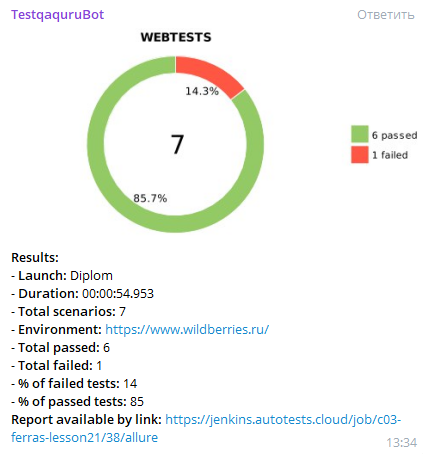 TestqaquruBot
Ответить
WEBTESTS
14.3%
7
6 passed
1 failed
85.7%
Results:
- Launch: Diplom
- Duration: 00:00:54.953
- Total scenarios: 7
- Environment: https://www.wildberries.ru/
- Total passed: 6
- Total failed: 1
- % of failed tests: 14
- % of passed tests: 85
Report available by link: https://jenkins.autotests.cloud/job/c03-
ferras-lesson21/38/allure
13:34